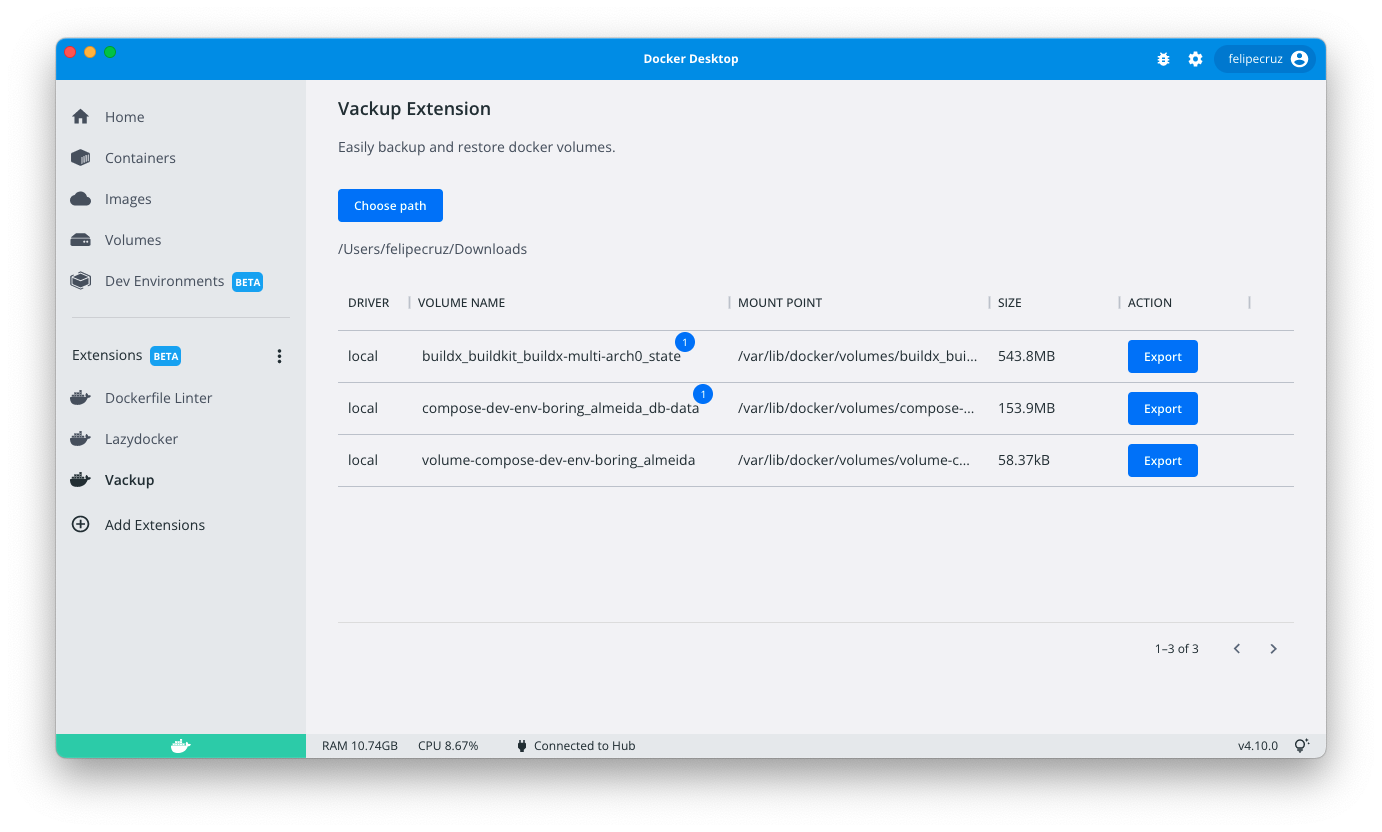 Docker Desktop
felipecruz
Home
Containers
Images
Volumes
Dev Environments BETA
Extensions BETA
Dockerfile Linter
Lazydocker
Vackup
Add Extensions
Vackup Extension
Easily backup and restore docker volumes.
Choose path
/Users/felipecruz/Downloads
DRIVER VOLUME NAME MOUNT POINT SIZE ACTION
local buildx_buildkit_buildx-multi-arch0_state 1 /var/lib/docker/volumes/buildx_bui... 543.8MB Export
local compose-dev-env-boring_almeida_db-data 1 /var/lib/docker/volumes/compose-... 153.9MB Export
local volume-compose-dev-env-boring_almeida /var/lib/docker/volumes/volume-c... 58.37kB Export
1–3 of 3
RAM 10.74GB CPU 8.67% Connected to Hub v4.10.0